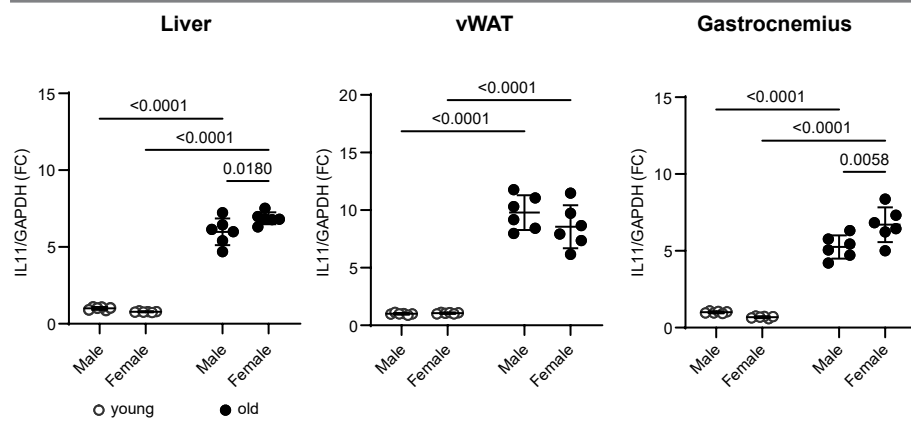 Liver
vWAT
Gastrocnemius
IL11/GAPDH (FC)
15
10
5
0
<0.0001
<0.0001
0.0180
Male
Female
Male
Female
IL11/GAPDH (FC)
20
15
10
5
0
<0.0001
<0.0001
Male
Female
Male
Female
IL11/GAPDH (FC)
15
10
5
0
<0.0001
<0.0001
0.0058
Male
Female
Male
Female
young
old